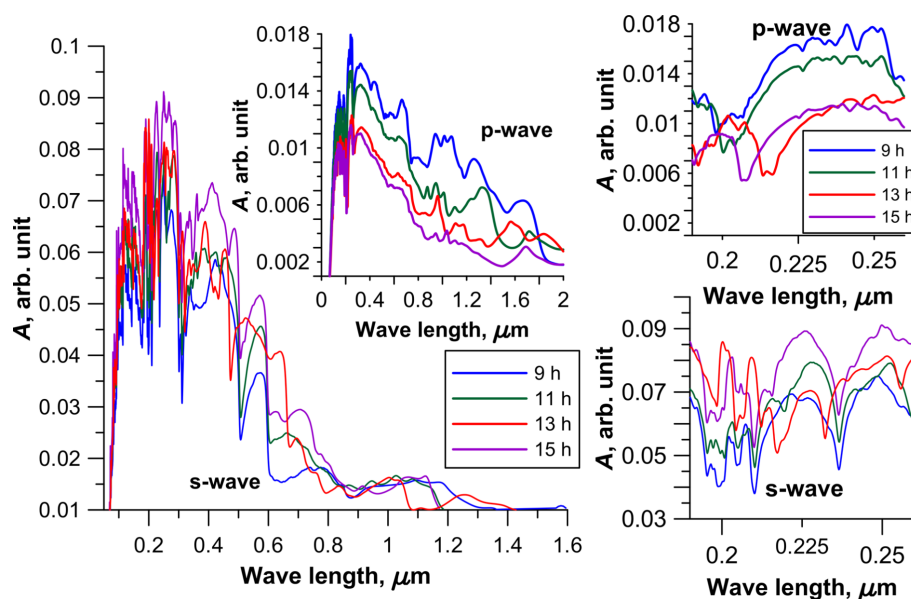 0.1
0.09
0.08
0.07
0.06
0.05
0.04
0.03
0.02
0.01
A, arb. unit
0.2 0.4 0.6 0.8 1 1.2 1.4 1.6
Wave length, μm
s-wave
9 h
11 h
13 h
15 h
0.018
0.014
0.011
0.006
0.002
A, arb. unit
p-wave
0 0.4 0.8 1.2 1.6 2
Wave length, μm
0.018
0.014
0.011
0.006
0.002
A, arb. unit
p-wave
9 h
11 h
13 h
15 h
0.2 0.225 0.25
Wave length, μm
0.09
0.07
0.05
0.03
A, arb. unit
s-wave
0.2 0.225 0.25
Wave length, μm